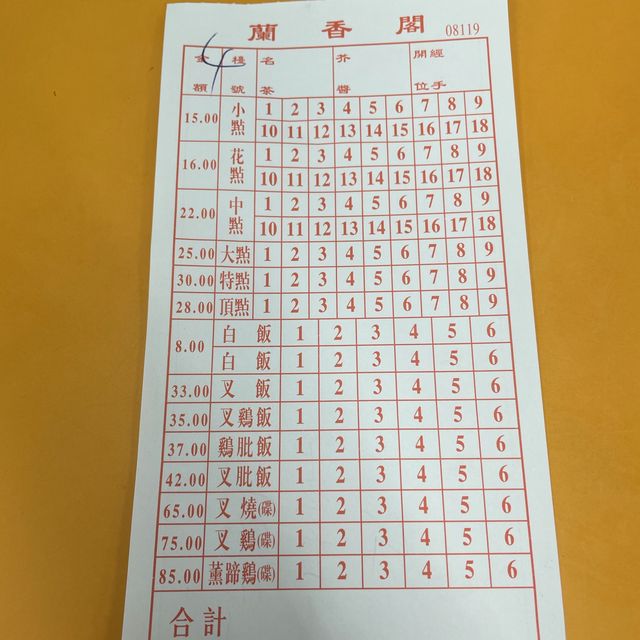 蘭香閣 08119
金額 檯號 名茶 芥醬 開位 經手
4
15.00 小點 1 2 3 4 5 6 7 8 9
10 11 12 13 14 15 16 17 18
16.00 花點 1 2 3 4 5 6 7 8 9
10 11 12 13 14 15 16 17 18
22.00 中點 1 2 3 4 5 6 7 8 9
10 11 12 13 14 15 16 17 18
25.00 大點 1 2 3 4 5 6 7 8 9
30.00 特點 1 2 3 4 5 6 7 8 9
28.00 頂點 1 2 3 4 5 6 7 8 9
8.00 白飯 1 2 3 4 5 6
白飯 1 2 3 4 5 6
33.00 叉飯 1 2 3 4 5 6
35.00 叉鷄飯 1 2 3 4 5 6
37.00 鷄肶飯 1 2 3 4 5 6
42.00 叉肶飯 1 2 3 4 5 6
65.00 叉燒(碟) 1 2 3 4 5 6
75.00 叉鷄(碟) 1 2 3 4 5 6
85.00 薰蹄鷄(碟) 1 2 3 4 5 6
合計